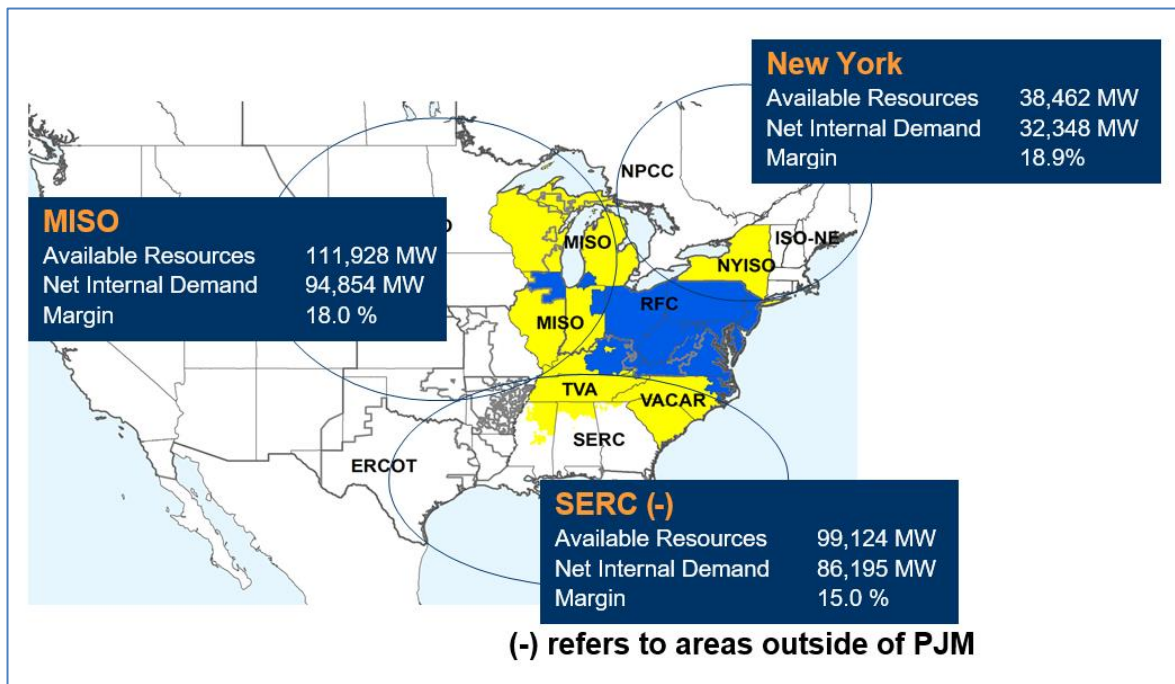 New York
Available Resources 38,462 MW
Net Internal Demand 32,348 MW
Margin 18.9%
NPCC
MISO
Available Resources 111,928 MW
Net Internal Demand 94,854 MW
Margin 18.0 %
MISO
ISO-NE
NYISO
RFC
MISO
TVA
VACAR
SERC
ERCOT
SERC (-)
Available Resources 99,124 MW
Net Internal Demand 86,195 MW
Margin 15.0 %
(-) refers to areas outside of PJM